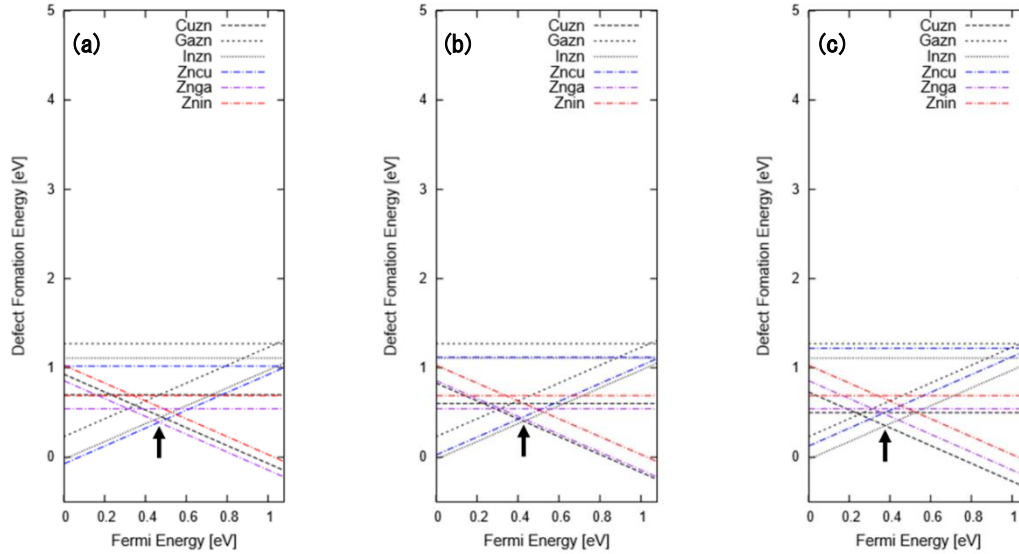 (a)
Cuzn
Gazn
Inzn
Zncu
Znga
Znin
5
4
3
2
1
0
Defect Fomation Energy [eV]
0 0.2 0.4 0.6 0.8 1
Fermi Energy [eV]
(b)
Cuzn
Gazn
Inzn
Zncu
Znga
Znin
5
4
3
2
1
0
Defect Fomation Energy [eV]
0 0.2 0.4 0.6 0.8 1
Fermi Energy [eV]
(c)
Cuzn
Gazn
Inzn
Zncu
Znga
Znin
5
4
3
2
1
0
Defect Fomation Energy [eV]
0 0.2 0.4 0.6 0.8 1
Fermi Energy [eV]